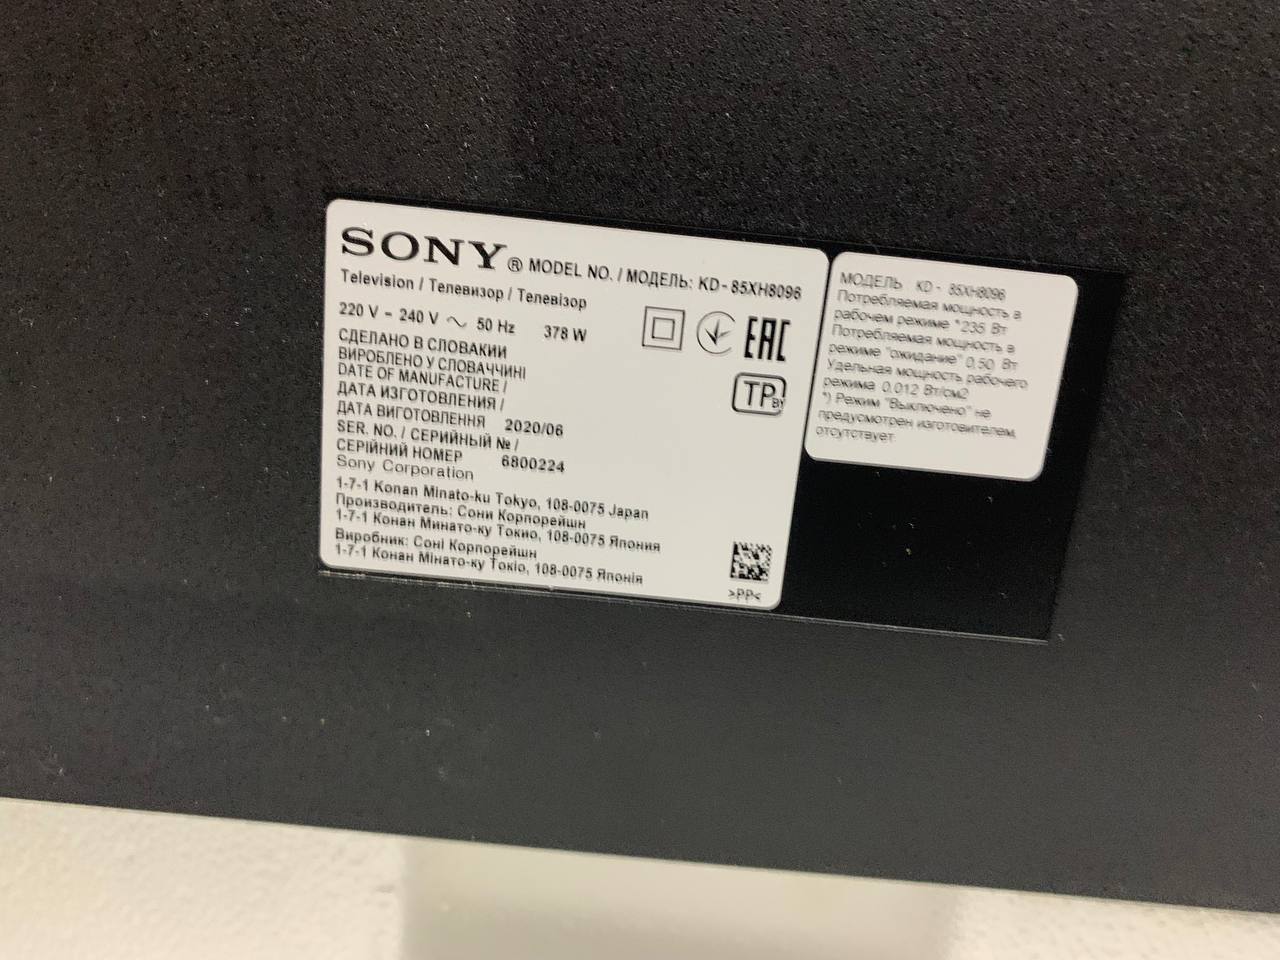 SONY® MODEL NO. / МОДЕЛЬ: KD - 85XH8096
Television / Телевизор / Телевізор
220 V - 240 V ~ 50 Hz 378 W
СДЕЛАНО В СЛОВАКИИ
ВИРОБЛЕНО У СЛОВАЧЧИНІ
DATE OF MANUFACTURE /
ДАТА ИЗГОТОВЛЕНИЯ /
ДАТА ВИГОТОВЛЕННЯ 2020/06
SER. NO. / СЕРИЙНЫЙ № /
СЕРІЙНИЙ НОМЕР 6800224
Sony Corporation
1-7-1 Konan Minato-ku Tokyo, 108-0075 Japan
Производитель: Сони Корпорейшн
1-7-1 Конан Минато-ку Токио, 108-0075 Япония
Виробник: Соні Корпорейшн
1-7-1 Конан Мінато-ку Токіо, 108-0075 Японія
EAC
TP BY
>PP<
МОДЕЛЬ KD - 85XH8096
Потребляемая мощность в
рабочем режиме *235 Вт
Потребляемая мощность в
режиме "ожидание" 0,50 Вт
Удельная мощность рабочего
режима 0,012 Вт/см2
*) Режим "Выключено" не
предусмотрен изготовителем,
отсутствует